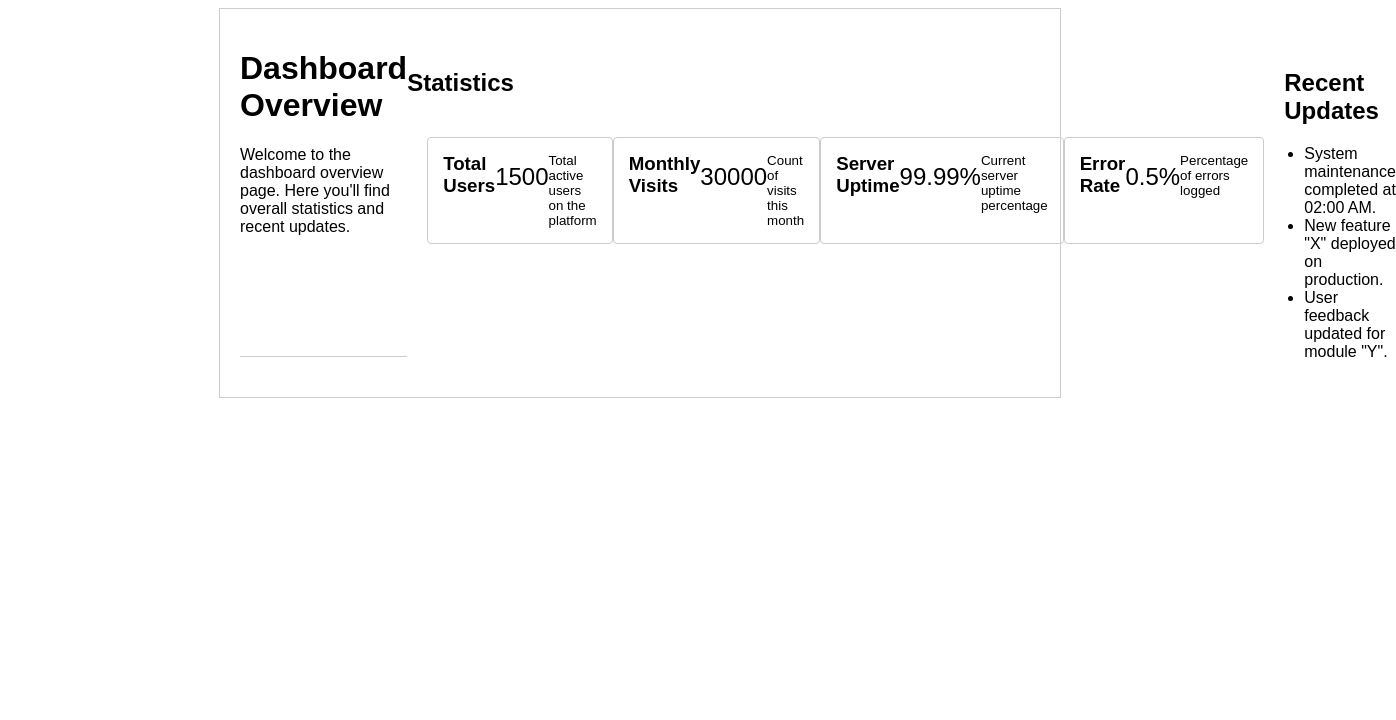 Dashboard
Overview
Welcome to the
dashboard overview
page. Here you'll find
overall statistics and
recent updates.
Statistics
Total
Users
1500
Total
active
users
on the
platform
Monthly
Visits
30000
Count
of
visits
this
month
Server
Uptime
99.99%
Current
server
uptime
percentage
Error
Rate
0.5%
Percentage
of errors
logged
Recent
Updates
• System
maintenance
completed at
02:00 AM.
• New feature
"X" deployed
on
production.
• User
feedback
updated for
module "Y".